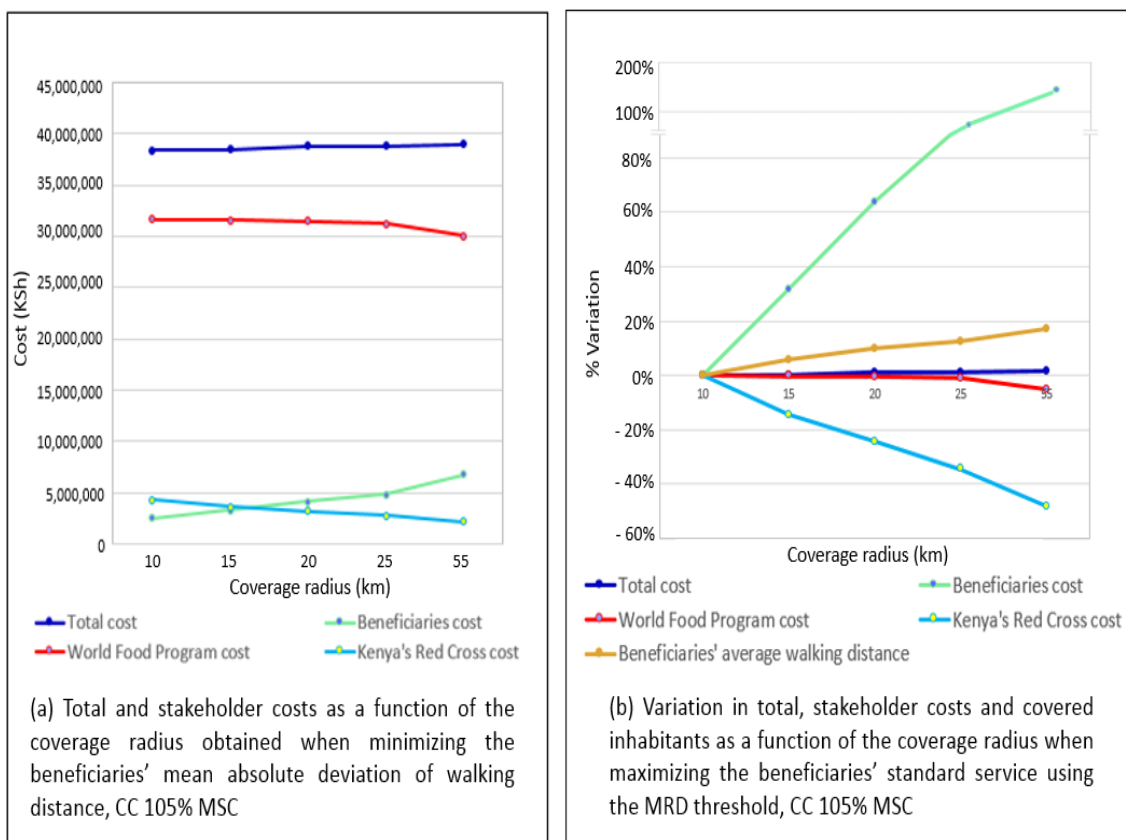 45,000,000
40,000,000
35,000,000
30,000,000
25,000,000
20,000,000
15,000,000
10,000,000
5,000,000
0
Cost (KSh)
10 15 20 25 55
Coverage radius (km)
Total cost Beneficiaries cost
World Food Program cost Kenya's Red Cross cost
(a) Total and stakeholder costs as a function of the
coverage radius obtained when minimizing the
beneficiaries' mean absolute deviation of walking
distance, CC 105% MSC
200%
100%
80%
60%
40%
20%
0%
- 20%
- 40%
- 60%
% Variation
10 15 20 25 55
Coverage radius (km)
Total cost Beneficiaries cost
World Food Program cost Kenya's Red Cross cost
Beneficiaries' average walking distance
(b) Variation in total, stakeholder costs and covered
inhabitants as a function of the coverage radius when
maximizing the beneficiaries' standard service using
the MRD threshold, CC 105% MSC